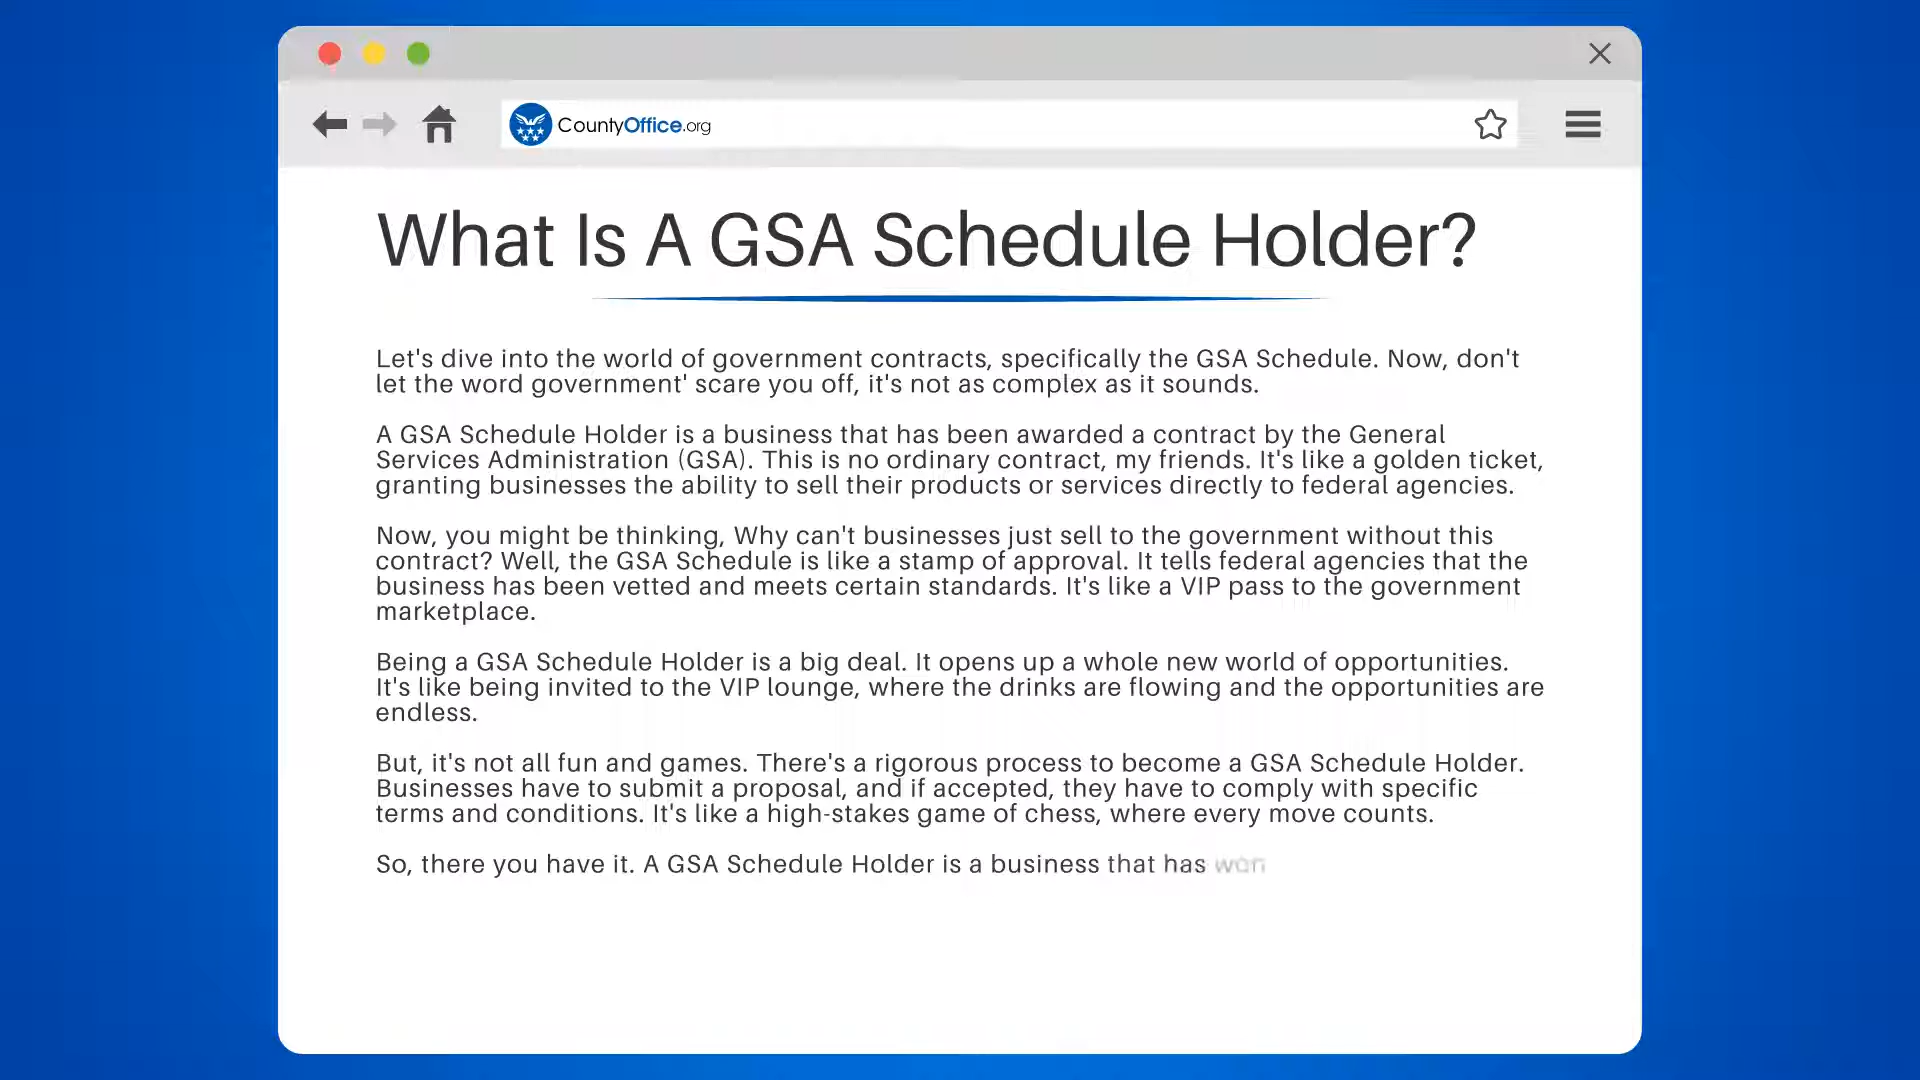 CountyOffice.org
What Is A GSA Schedule Holder?
Let's dive into the world of government contracts, specifically the GSA Schedule. Now, don't
let the word government' scare you off, it's not as complex as it sounds.
A GSA Schedule Holder is a business that has been awarded a contract by the General
Services Administration (GSA). This is no ordinary contract, my friends. It's like a golden ticket,
granting businesses the ability to sell their products or services directly to federal agencies.
Now, you might be thinking, Why can't businesses just sell to the government without this
contract? Well, the GSA Schedule is like a stamp of approval. It tells federal agencies that the
business has been vetted and meets certain standards. It's like a VIP pass to the government
marketplace.
Being a GSA Schedule Holder is a big deal. It opens up a whole new world of opportunities.
It's like being invited to the VIP lounge, where the drinks are flowing and the opportunities are
endless.
But, it's not all fun and games. There's a rigorous process to become a GSA Schedule Holder.
Businesses have to submit a proposal, and if accepted, they have to comply with specific
terms and conditions. It's like a high-stakes game of chess, where every move counts.
So, there you have it. A GSA Schedule Holder is a business that has won